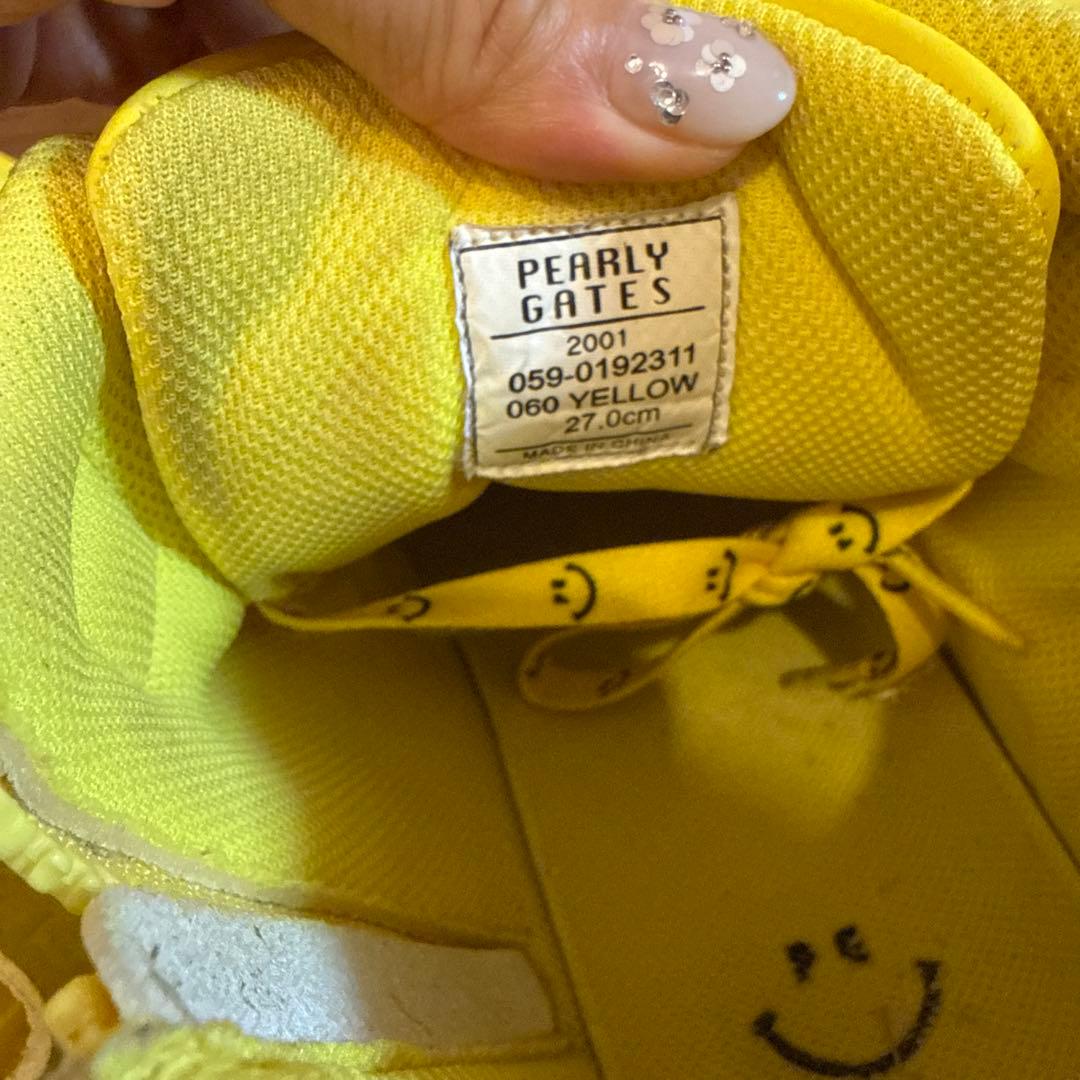 PEARLY
GATES
2001
059-0192311
060 YELLOW
27.0cm
MADE IN CHINA